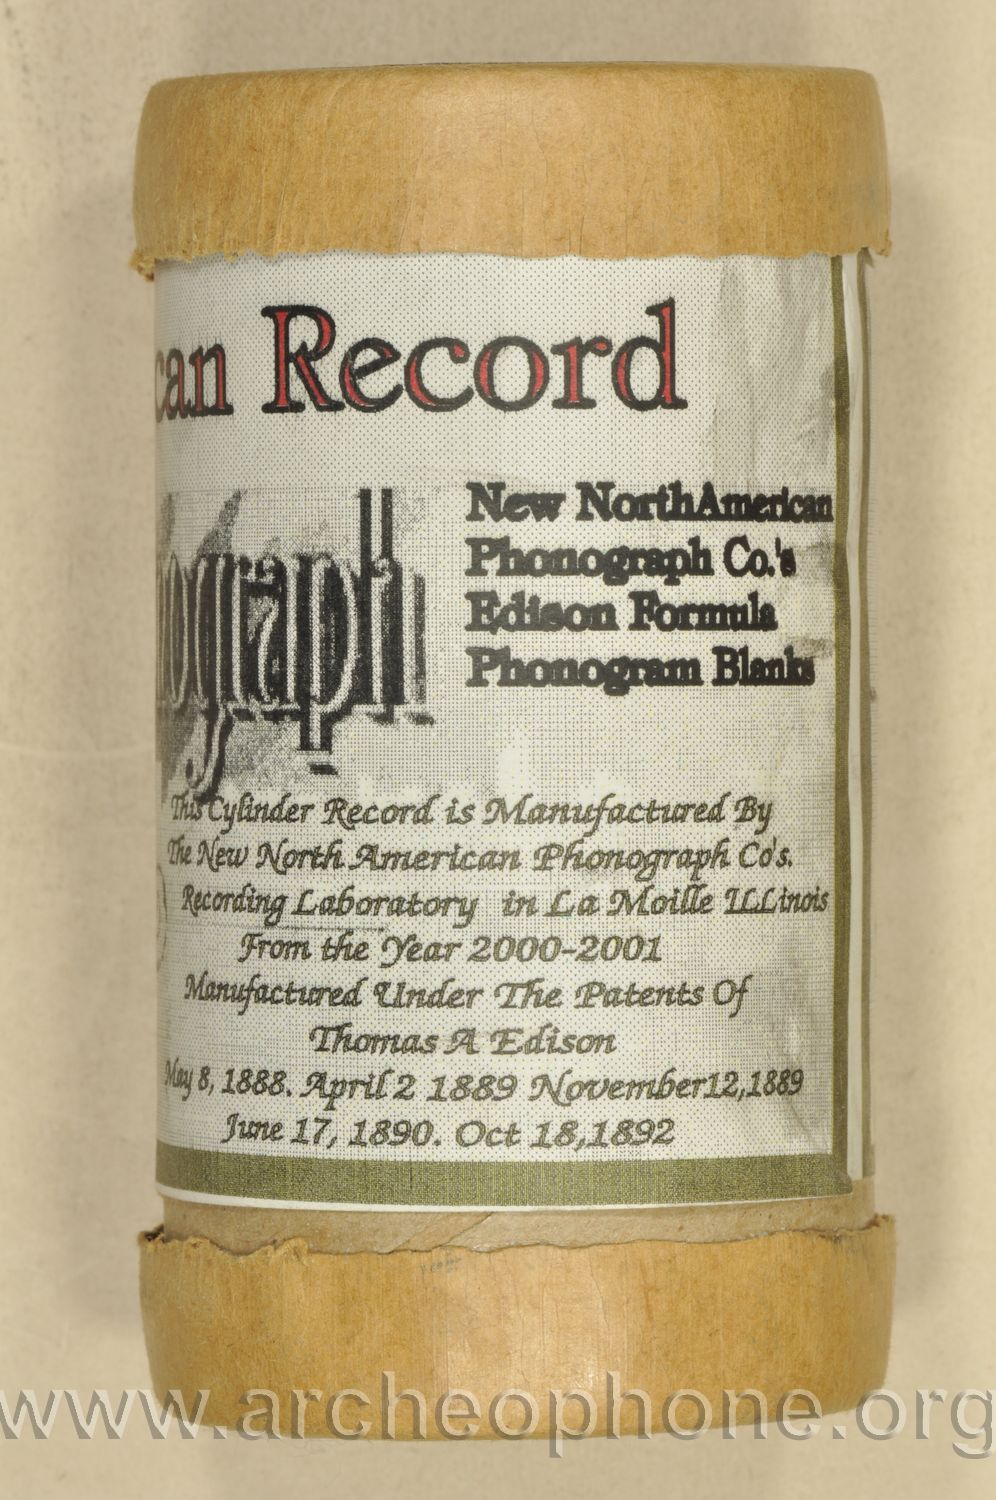 can Record
ograph
New NorthAmerican
Phonograph Co.'s
Edison Formula
Phonogram Blanks
This Cylinder Record is Manufactured By
The New North American Phonograph Co's.
Recording Laboratory in La Moille ILLinois
From the Year 2000-2001
Manufactured Under The Patents Of
Thomas A Edison
May 8, 1888. April 2 1889 November12,1889
June 17, 1890. Oct 18,1892
www.archeophone.org